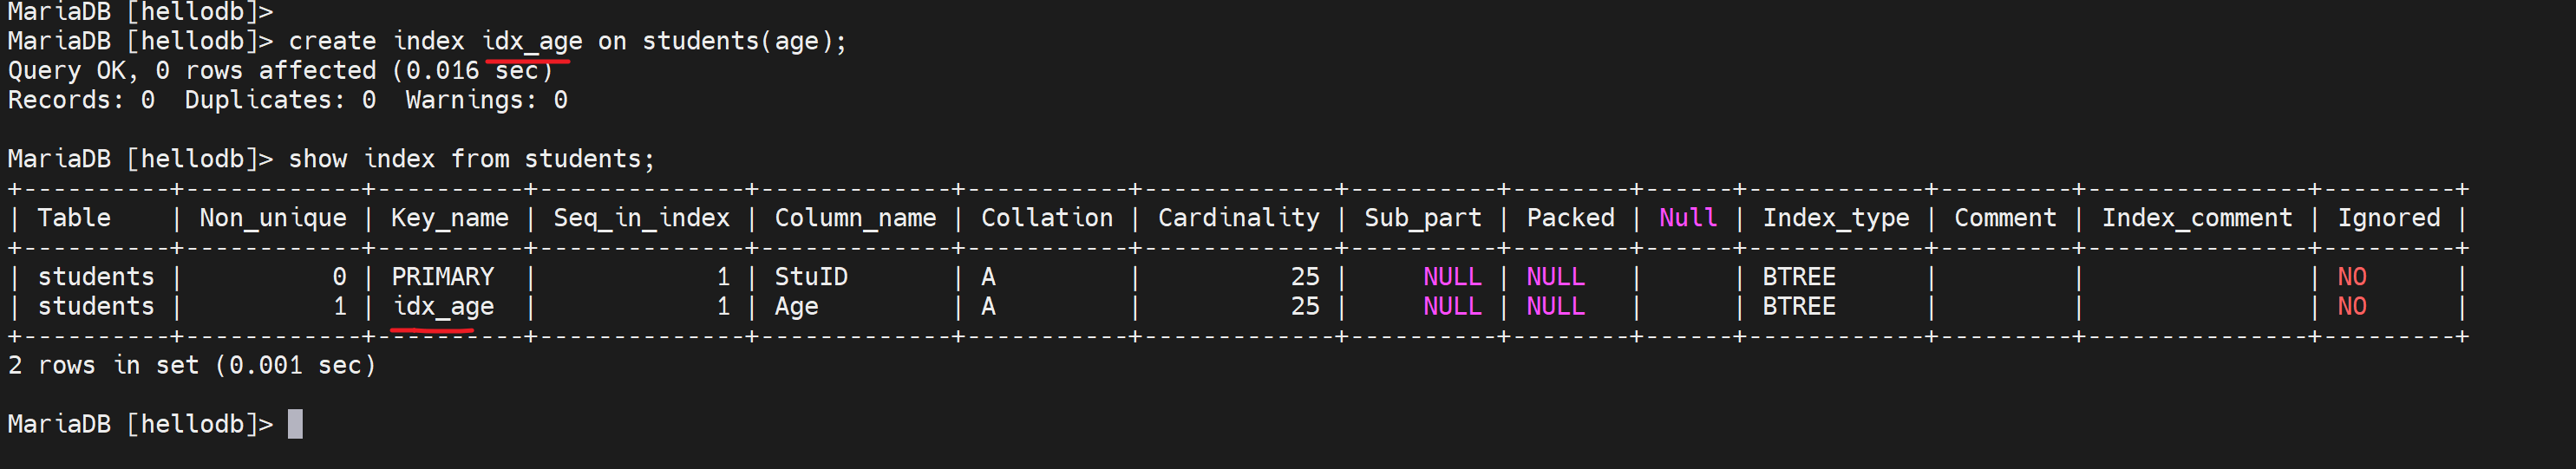 MariaDB [hellodb]>
MariaDB [hellodb]> create index idx_age on students(age);
Query OK, 0 rows affected (0.016 sec)
Records: 0  Duplicates: 0  Warnings: 0

MariaDB [hellodb]> show index from students;
+----------+------------+----------+--------------+-------------+-----------+-------------+----------+--------+------+------------+---------+---------------+---------+
| Table    | Non_unique | Key_name | Seq_in_index | Column_name | Collation | Cardinality | Sub_part | Packed | Null | Index_type | Comment | Index_comment | Ignored |
+----------+------------+----------+--------------+-------------+-----------+-------------+----------+--------+------+------------+---------+---------------+---------+
| students |          0 | PRIMARY  |            1 | StuID       | A         |          25 |     NULL | NULL   |      | BTREE      |         |               | NO      |
| students |          1 | idx_age  |            1 | Age         | A         |          25 |     NULL | NULL   |      | BTREE      |         |               | NO      |
+----------+------------+----------+--------------+-------------+-----------+-------------+----------+--------+------+------------+---------+---------------+---------+
2 rows in set (0.001 sec)

MariaDB [hellodb]>